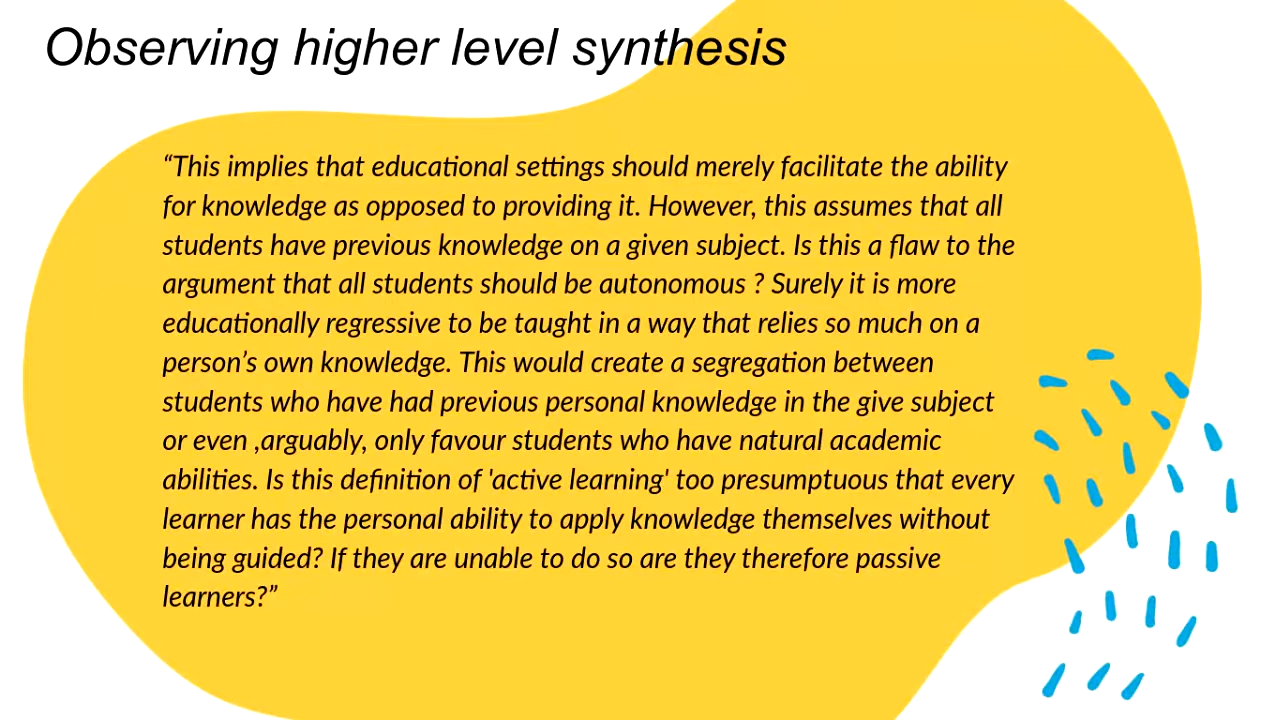 Observing higher level synthesis
“This implies that educational settings should merely facilitate the ability
for knowledge as opposed to providing it. However, this assumes that all
students have previous knowledge on a given subject. Is this a flaw to the
argument that all students should be autonomous ? Surely it is more
educationally regressive to be taught in a way that relies so much on a
person’s own knowledge. This would create a segregation between
students who have had previous personal knowledge in the give subject
or even ,arguably, only favour students who have natural academic
abilities. Is this definition of 'active learning' too presumptuous that every
learner has the personal ability to apply knowledge themselves without
being guided? If they are unable to do so are they therefore passive
learners?”